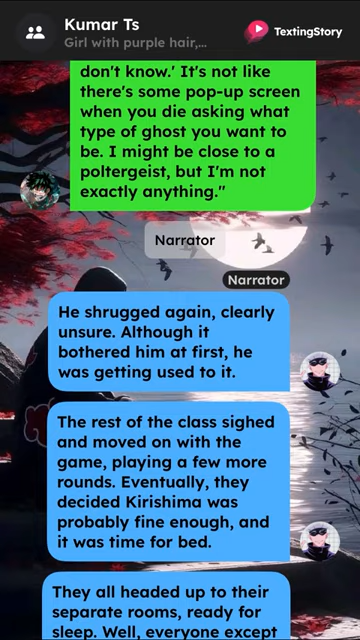 Kumar Ts
Girl with purple hair,...
TextingStory
don't know.' It's not like
there's some pop-up screen
when you die asking what
type of ghost you want to
be. I might be close to a
poltergeist, but I'm not
exactly anything."
Narrator
Narrator
He shrugged again, clearly
unsure. Although it
bothered him at first, he
was getting used to it.
The rest of the class sighed
and moved on with the
game, playing a few more
rounds. Eventually, they
decided Kirishima was
probably fine enough, and
it was time for bed.
They all headed up to their
separate rooms, ready for
sleep. Well, everyone except